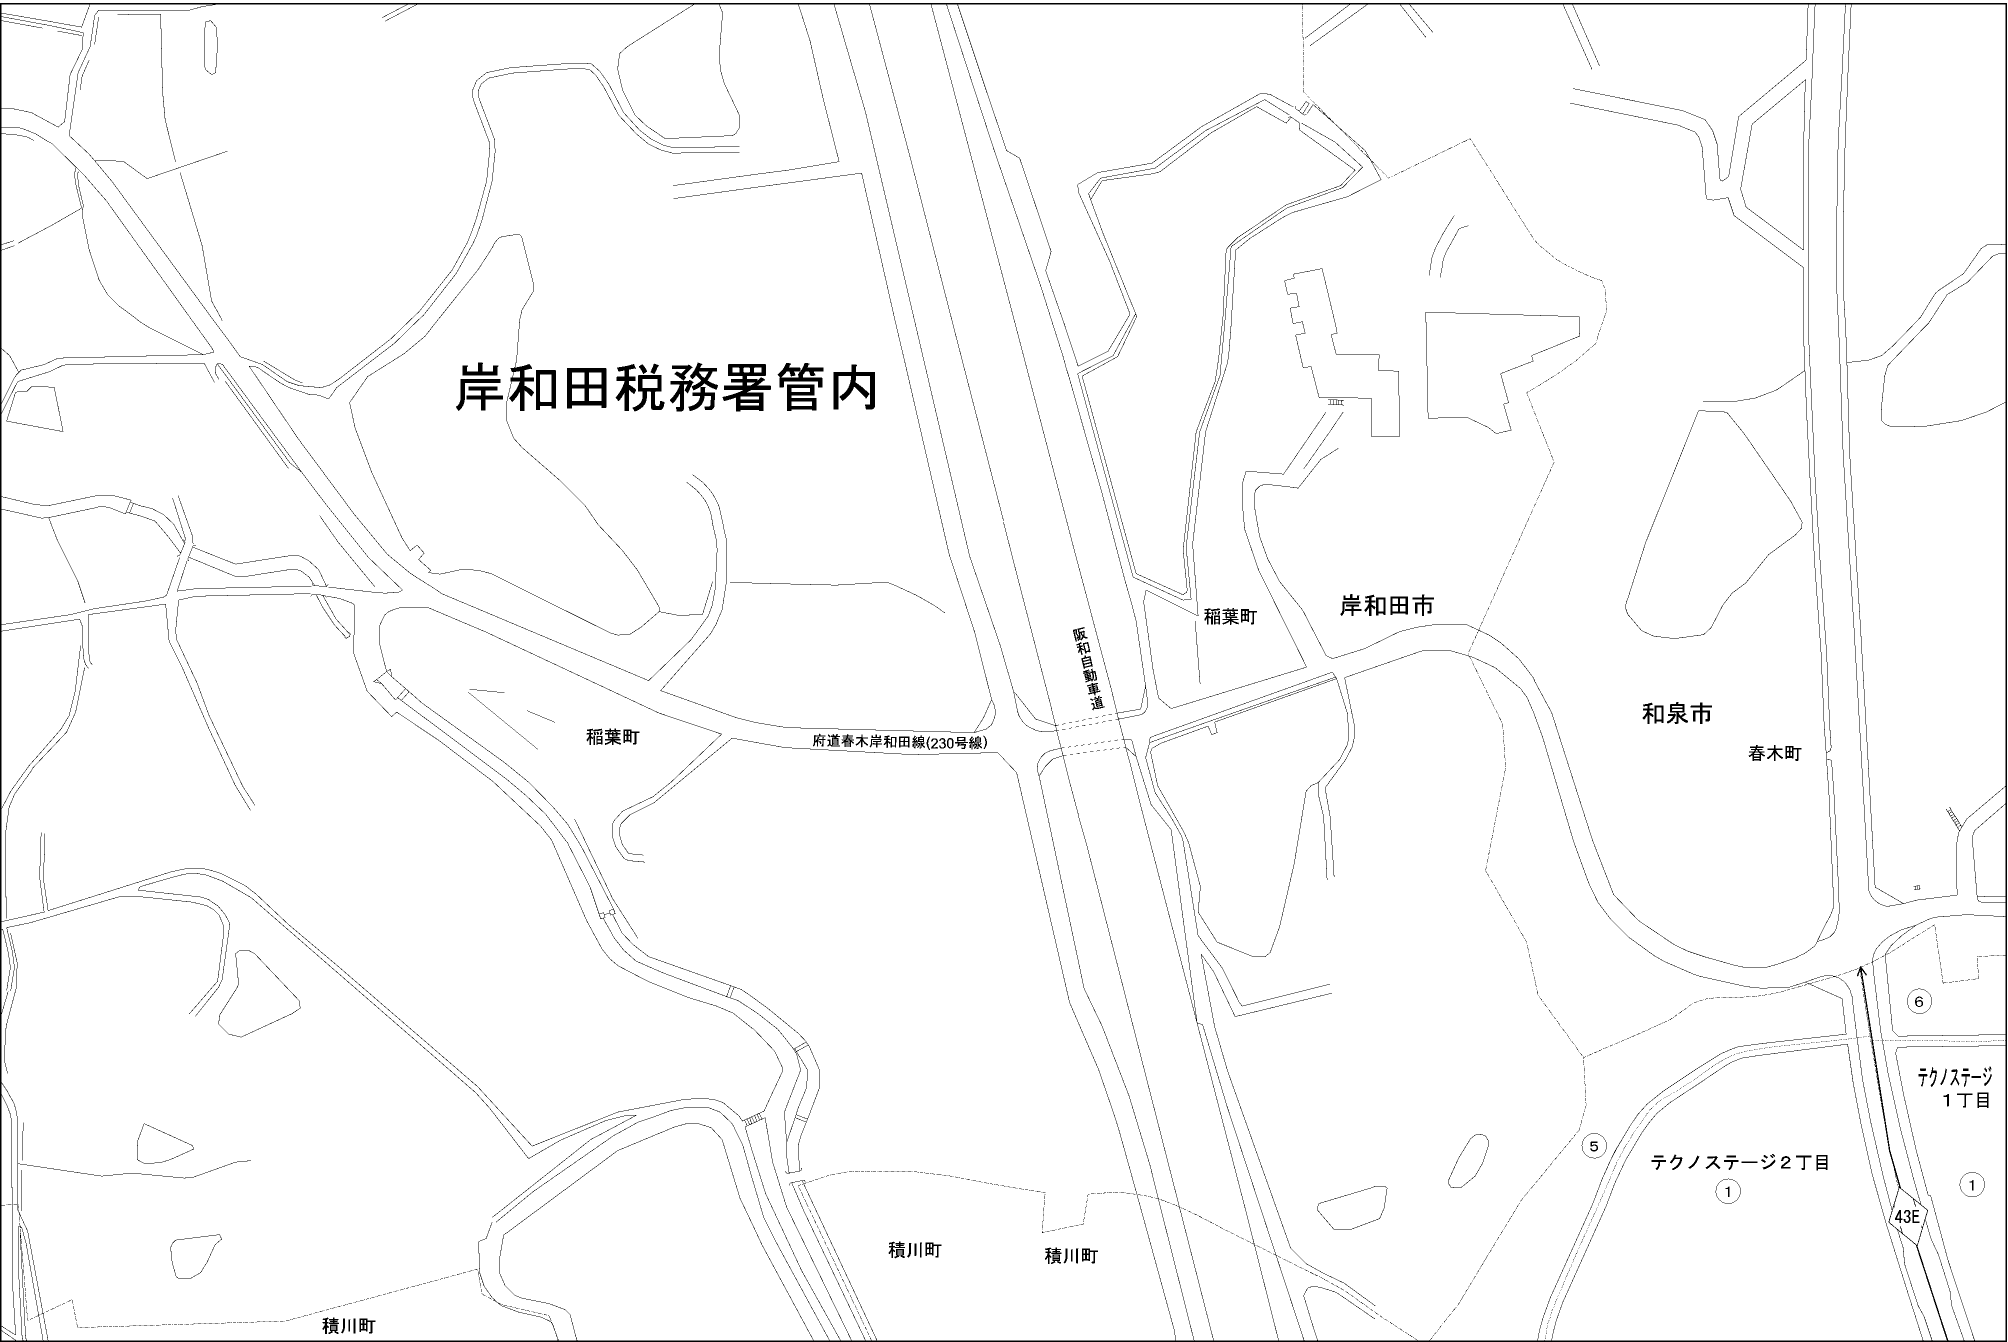 岸和田税務署管内
稲葉町
岸和田市
阪和自動車道
和泉市
稲葉町
府道春木岸和田線(230号線)
春木町
6
テクノステージ
1丁目
5
テクノステージ2丁目
1
1
43E
積川町
積川町
積川町